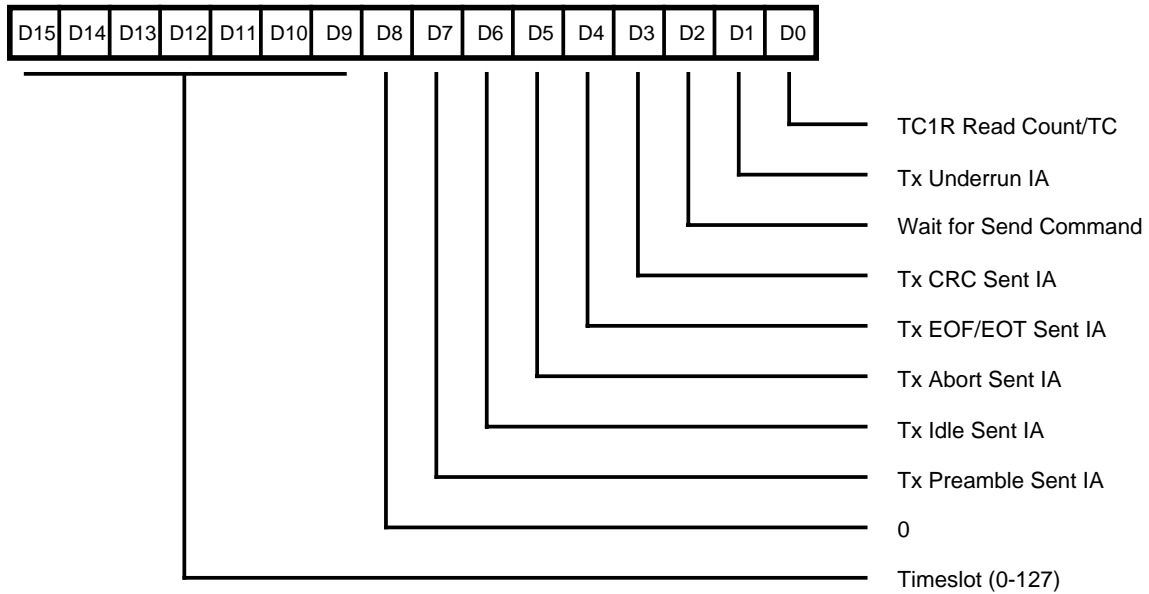 D15 D14 D13 D12 D11 D10 D9 D8 D7 D6 D5 D4 D3 D2 D1 D0
TC1R Read Count/TC
Tx Underrun IA
Wait for Send Command
Tx CRC Sent IA
Tx EOF/EOT Sent IA
Tx Abort Sent IA
Tx Idle Sent IA
Tx Preamble Sent IA
0
Timeslot (0-127)